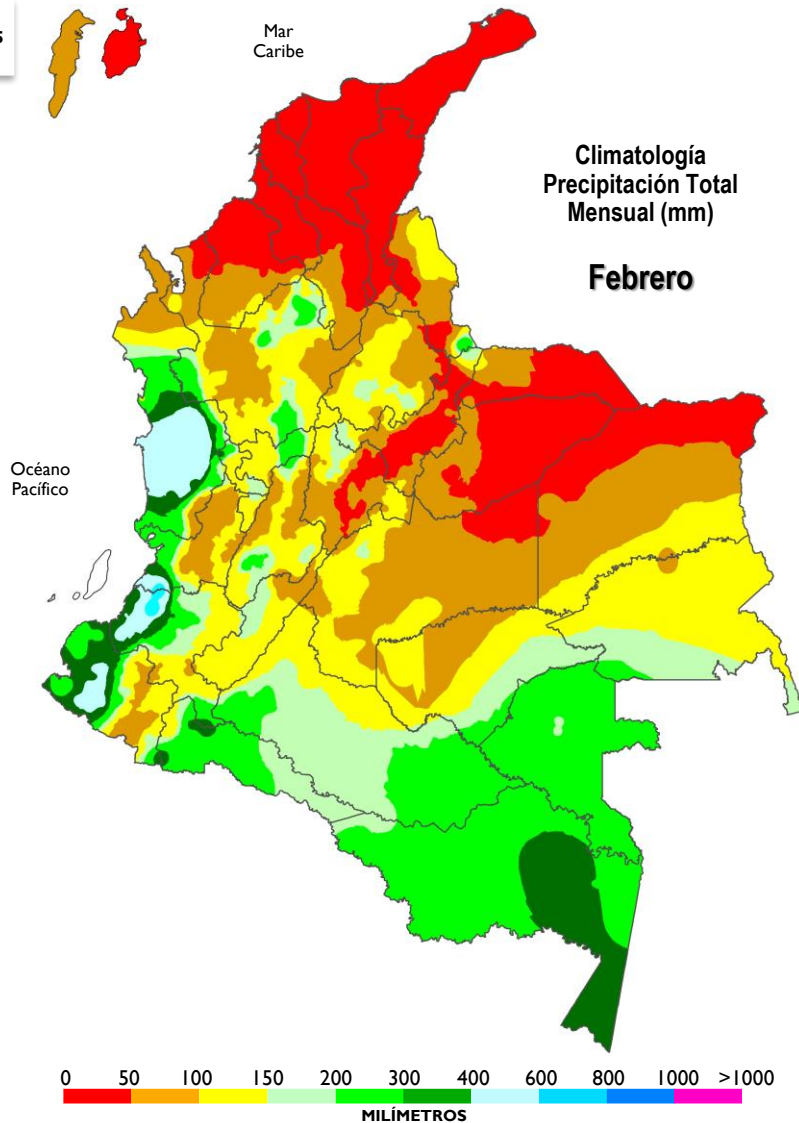 s
Mar
Caribe
Climatología
Precipitación Total
Mensual (mm)
Febrero
Océano
Pacífico
0 50 100 150 200 300 400 600 800 1000 >1000
MILÍMETROS